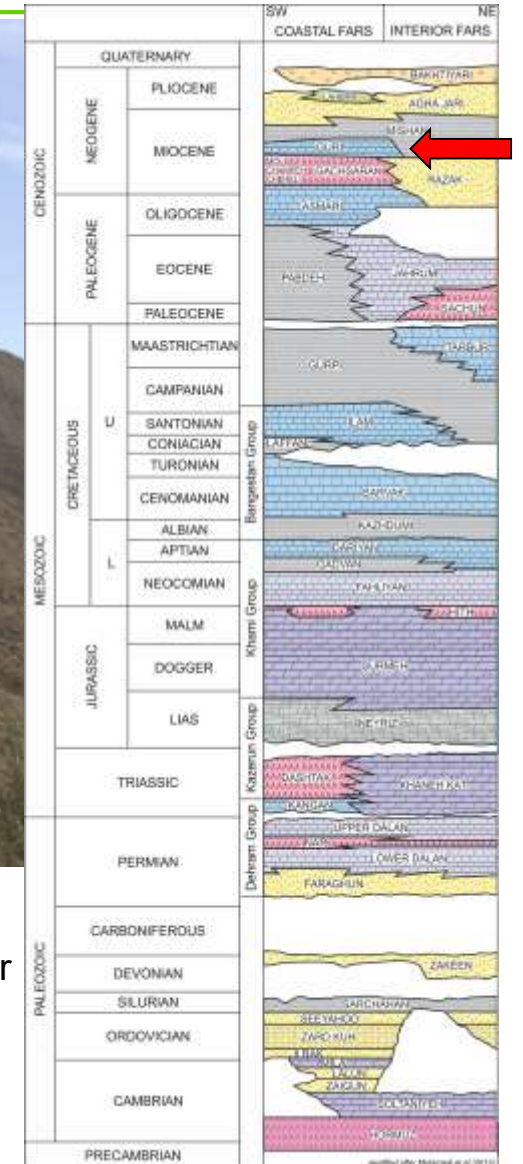 SW NE
COASTAL FARS INTERIOR FARS
CENOZOIC
MESOZOIC
PALEOZOIC
QUATERNARY
NEOGENE
PLIOCENE
MIOCENE
PALEOGENE
OLIGOCENE
EOCENE
PALEOCENE
CRETACEOUS
U
MAASTRICHTIAN
CAMPANIAN
SANTONIAN
CONIACIAN
TURONIAN
CENOMANIAN
L
ALBIAN
APTIAN
NEOCOMIAN
JURASSIC
MALM
DOGGER
LIAS
TRIASSIC
PERMIAN
CARBONIFEROUS
DEVONIAN
SILURIAN
ORDOVICIAN
CAMBRIAN
PRECAMBRIAN
Bangestan Group
Khami Group
Kazerun Group
Dehram Group
BAKHTIYARI
AGHA JARI
MISHAN
GURI
GACHSARAN
RAZAK
ASMARI
PABDEH
JAHRUM
SACHUN
TARBUR
GURPI
ILAM
LAFFAN
SARVAK
KAZHDUMI
DARIYAN
GADVAN
FAHLIYAN
HITH
SURMEH
NEYRIZ
DASHTAK
KHANEH KAT
KANGAN
UPPER DALAN
NAR
LOWER DALAN
FARAGHUN
ZAKEEN
SARCHAHAN
SEEYAHOO
ZARD KUH
LALUN
ZAIGUN
SOLTANIYEH
HORMUZ
r